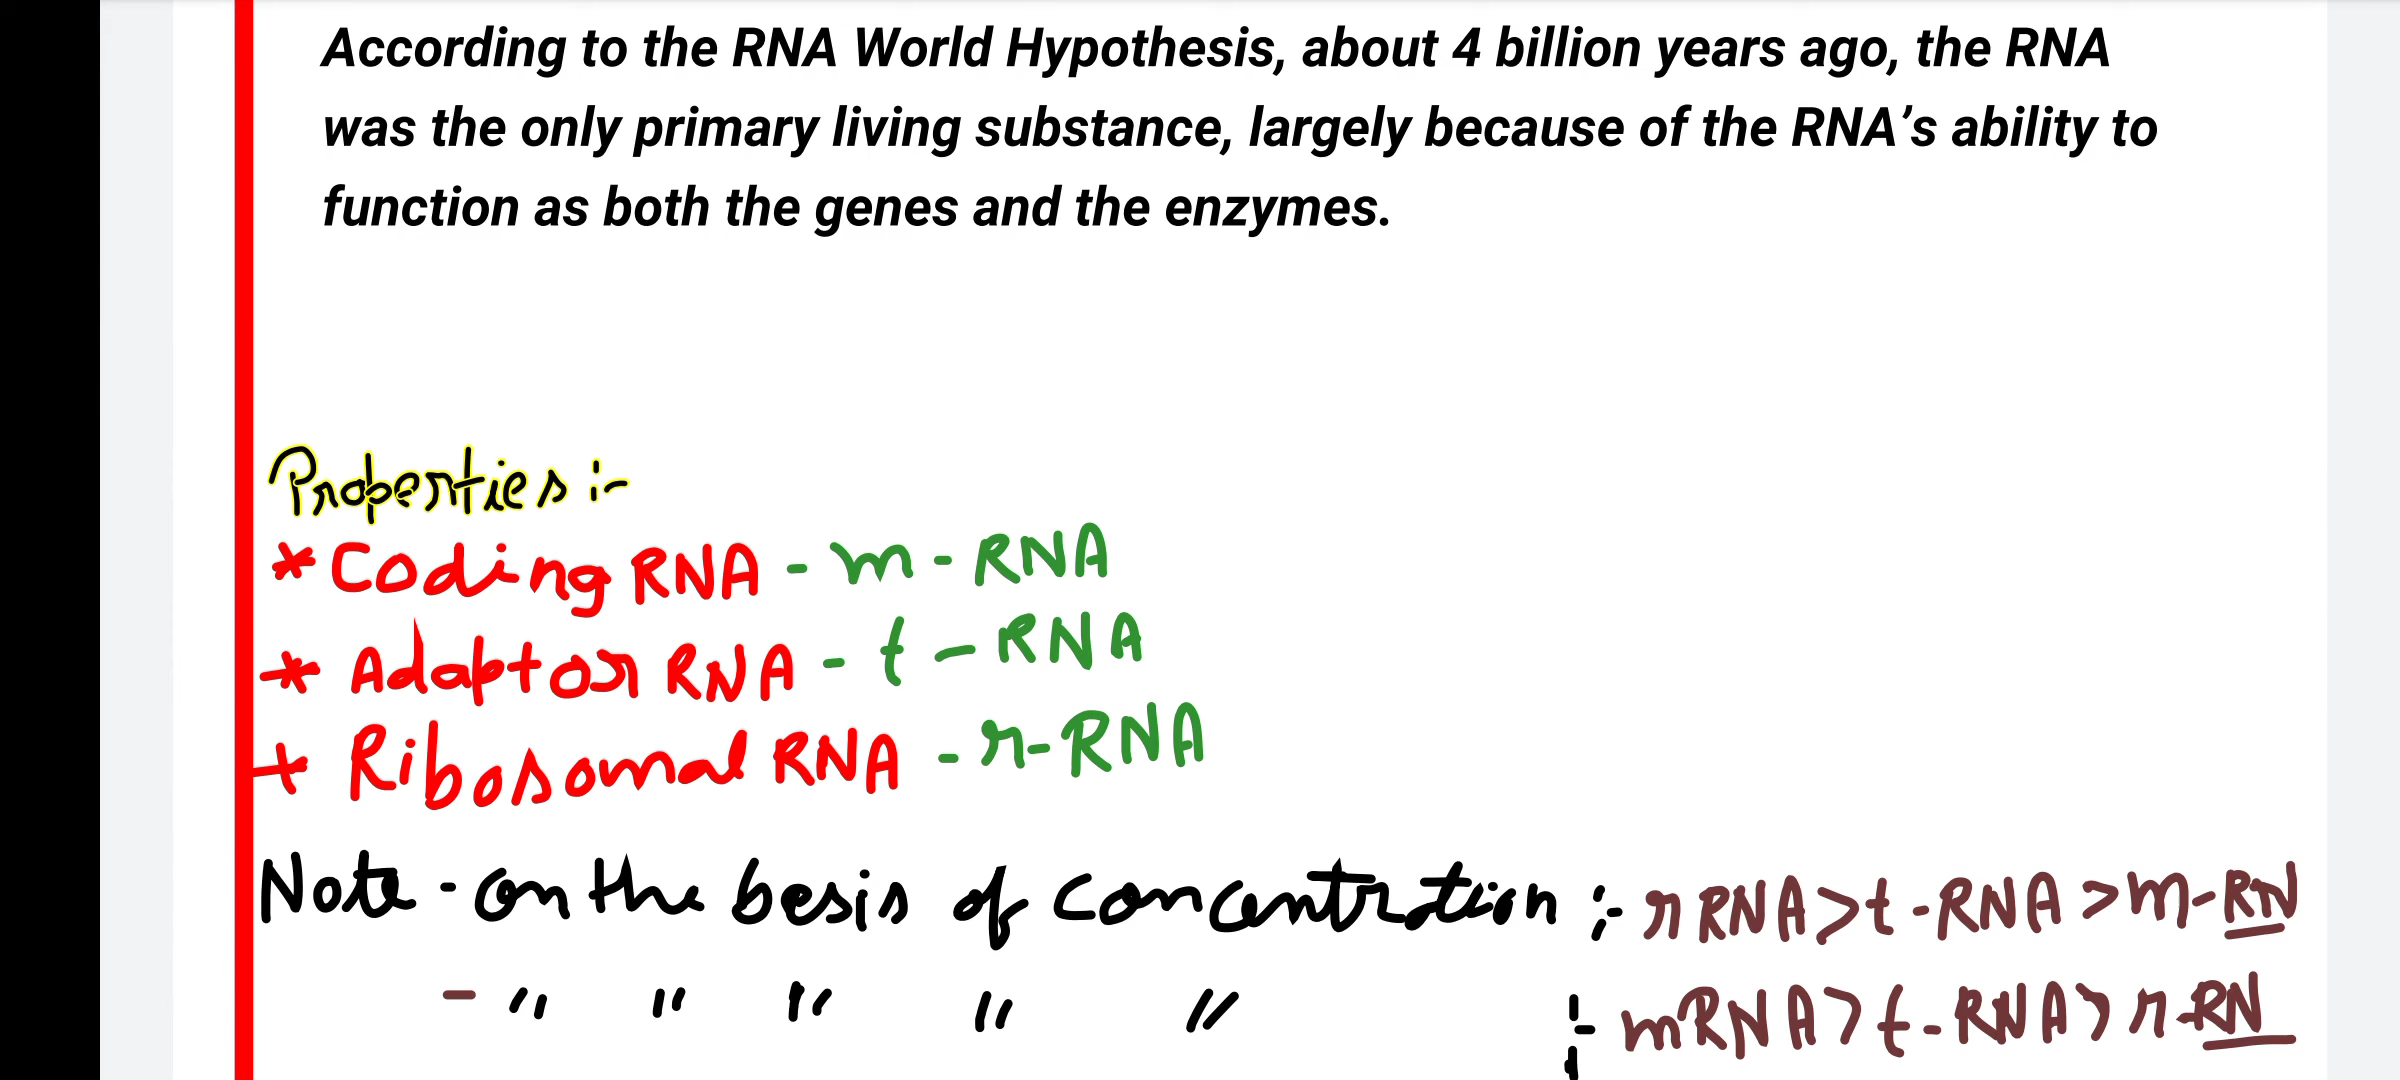 According to the RNA World Hypothesis, about 4 billion years ago, the RNA
was the only primary living substance, largely because of the RNA’s ability to
function as both the genes and the enzymes.
Properties :-
* Coding RNA - m - RNA
* Adaptor RNA - t - RNA
* Ribosomal RNA - r-RNA
Note - on the besis of concentration :- rRNA > t -RNA > m-RN
- " " " " " :- mRNA > t-RNA > r-RN